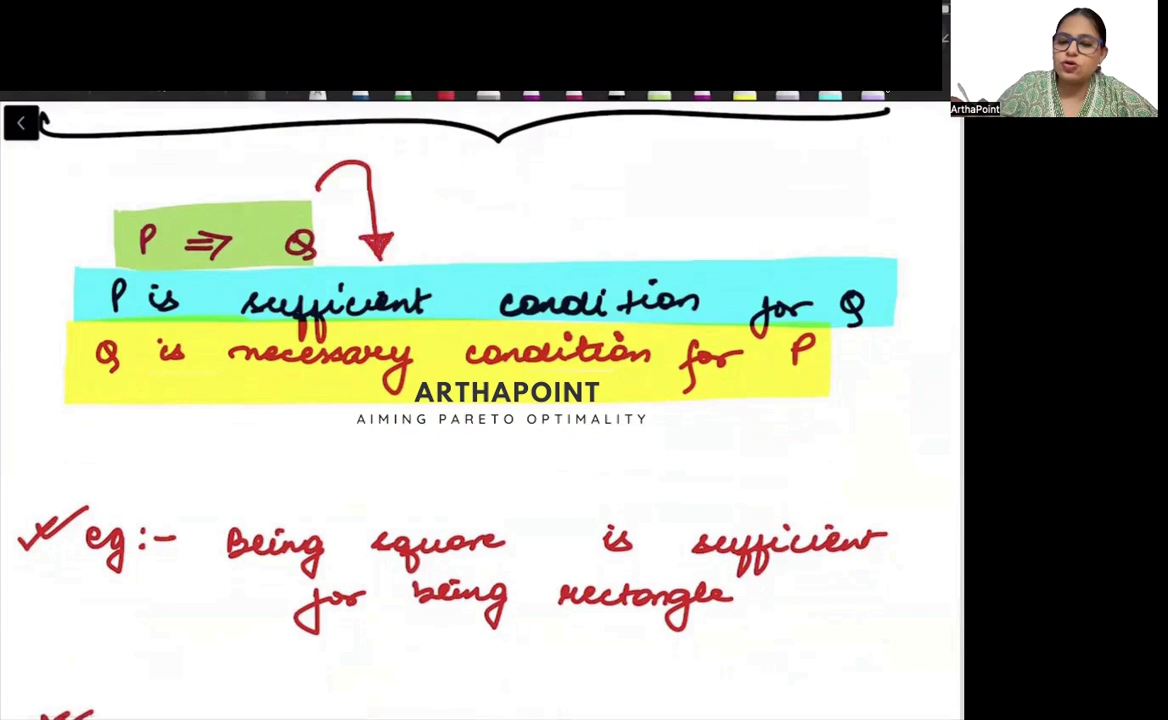 ArthaPoint
P ⇒ Q
P is sufficient condition for Q
Q is necessary condition for P
ARTHAPOINT
AIMING PARETO OPTIMALITY
eg:- Being square is sufficient
for being rectangle